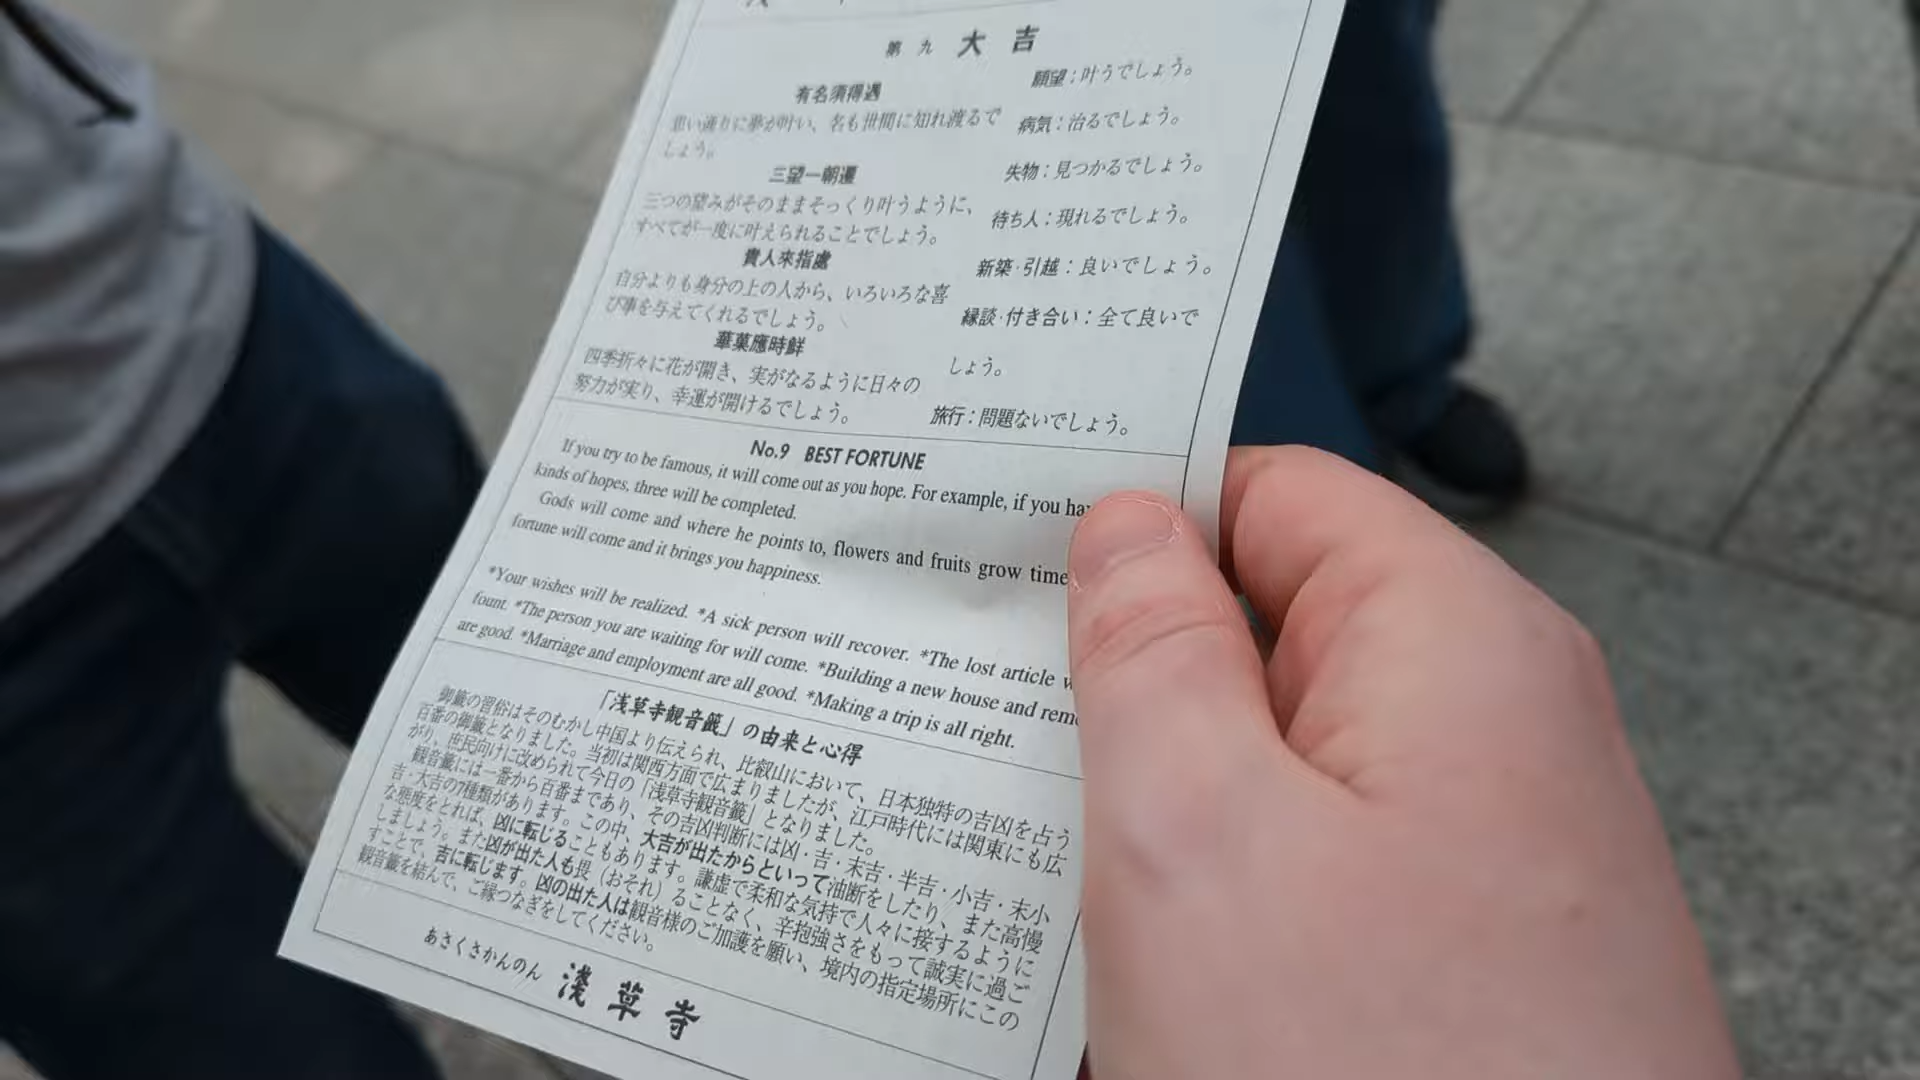 第九 大吉
有名須得遇
思い通りに夢が叶い、名も世間に知れ渡るで
しょう。
三望一朝遷
三つの望みがそのままそっくり叶うように、
すべてが一度に叶えられることでしょう。
貴人來指處
自分よりも身分の上の人から、いろいろな喜
び事を与えてくれるでしょう。
華菓應時鮮
四季折々に花が開き、実がなるように日々の
努力が実り、幸運が開けるでしょう。
願望：叶うでしょう。
病気：治るでしょう。
失物：見つかるでしょう。
待ち人：現れるでしょう。
新築·引越：良いでしょう。
縁談·付き合い：全て良いで
しょう。
旅行：問題ないでしょう。
No.9 BEST FORTUNE
If you try to be famous, it will come out as you hope. For example, if you
kinds of hopes, three will be completed.
Gods will come and where he points to, flowers and fruits grow
fortune will come and it brings you happiness.
*Your wishes will be realized. *A sick person will recover. *The lost article
fount. *The person you are waiting for will come. *Building a new house and
are good. *Marriage and employment are all good. *Making a trip is all right.
「浅草寺観音籤」の由来と心得
御籤の習俗はそのむかし中国より伝えられ、比叡山において、日本独特の吉凶を占う
百番の御籤となりました。当初は関西方面で広まりましたが、江戸時代には関東にも広
がり、庶民向けに改められて今日の「浅草寺観音籤」となりました。
観音籤には一番から百番まであり、その吉凶判断には凶·吉·末吉·半吉·小吉·末小
吉·大吉の7種類があります。この中、大吉が出たからといって油断をしたり、また高慢
な態度をとれば、凶に転じることもあります。謙虚で柔和な気持で人々に接するように
しましょう。また凶が出た人も畏（おそれ）ることなく、辛抱強さをもって誠実に過ご
すことで、吉に転じます。凶の出た人は観音様のご加護を願い、境内の指定場所にこの
観音籤を結んで、ご縁つなぎをしてください。
あさくさかんのん 淺草寺